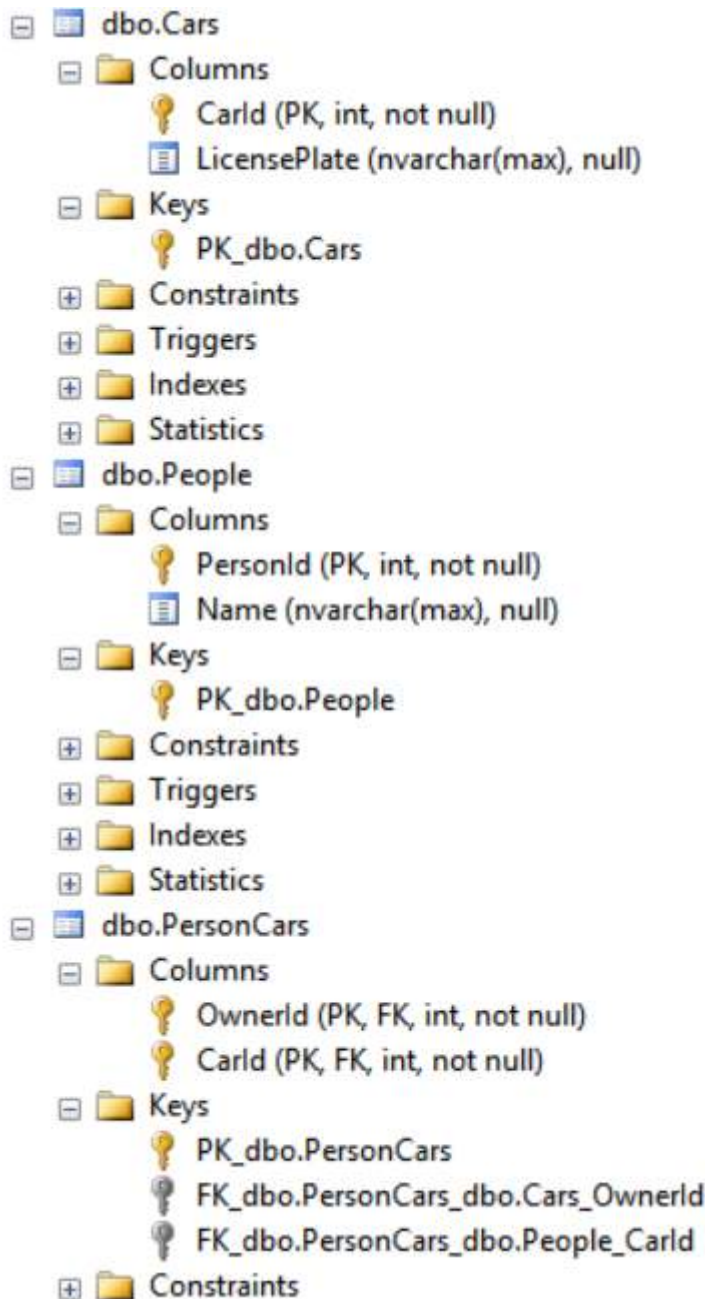 dbo.Cars
Columns
CarId (PK, int, not null)
LicensePlate (nvarchar(max), null)
Keys
PK_dbo.Cars
Constraints
Triggers
Indexes
Statistics
dbo.People
Columns
PersonId (PK, int, not null)
Name (nvarchar(max), null)
Keys
PK_dbo.People
Constraints
Triggers
Indexes
Statistics
dbo.PersonCars
Columns
OwnerId (PK, FK, int, not null)
CarId (PK, FK, int, not null)
Keys
PK_dbo.PersonCars
FK_dbo.PersonCars_dbo.Cars_OwnerId
FK_dbo.PersonCars_dbo.People_CarId
Constraints